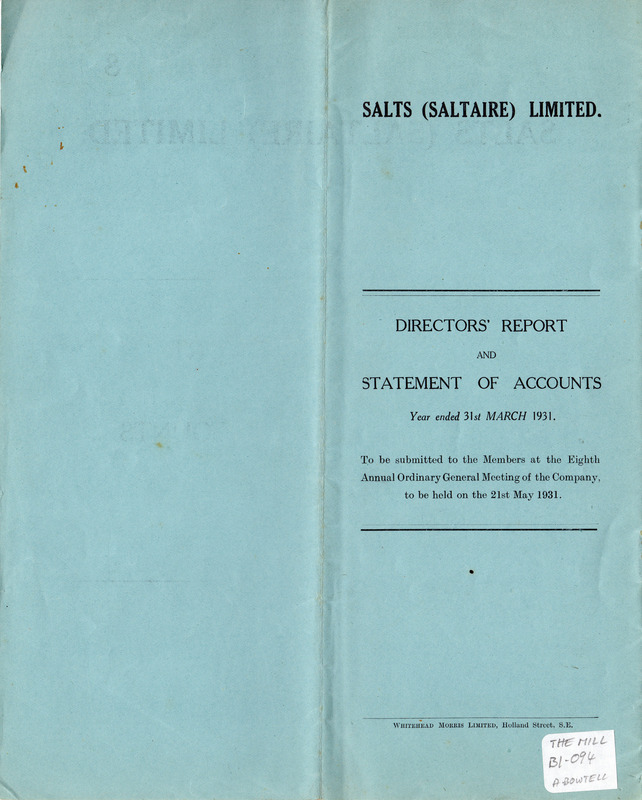 SALTS (SALTAIRE) LIMITED.
DIRECTORS' REPORT
AND
STATEMENT OF ACCOUNTS
Year ended 31st MARCH 1931.
To be submitted to the Members at the Eighth
Annual Ordinary General Meeting of the Company,
to be held on the 21st May 1931.
WHITEHEAD MORRIS LIMITED, Holland Street, S.E.
THE MILL
B1-094
A BOWTELL